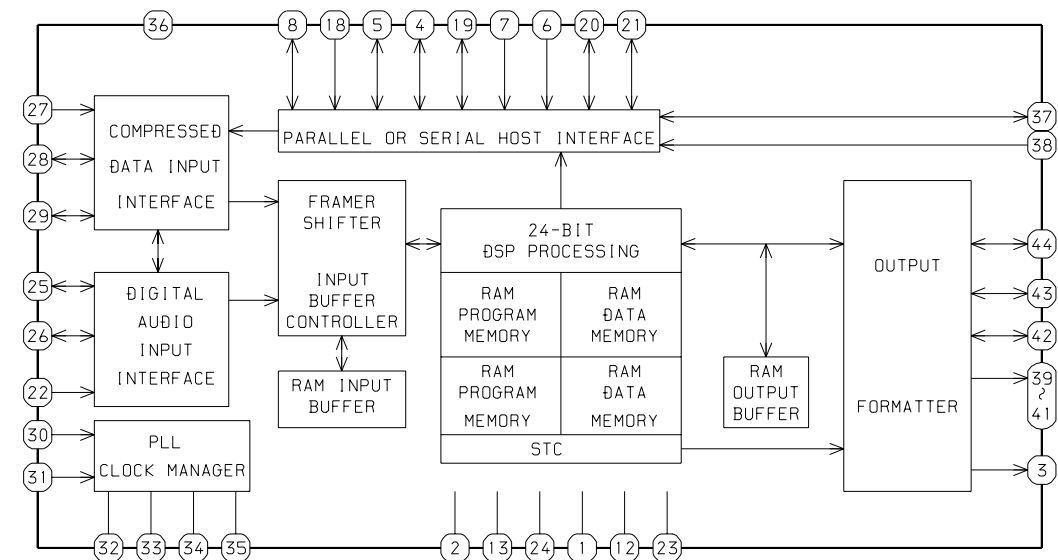 36
8
18
5
4
19
7
6
20
21
27
28
29
25
26
22
30
31
COMPRESSED
DATA INPUT
INTERFACE
PARALLEL OR SERIAL HOST INTERFACE
37
38
FRAMER
SHIFTER
INPUT
BUFFER
CONTROLLER
24-BIT
DSP PROCESSING
DIGITAL
AUDIO
INPUT
INTERFACE
RAM
PROGRAM
MEMORY
RAM
DATA
MEMORY
RAM
PROGRAM
MEMORY
RAM
DATA
MEMORY
STC
RAM INPUT
BUFFER
RAM
OUTPUT
BUFFER
OUTPUT
FORMATTER
44
43
42
39
~
41
3
PLL
CLOCK MANAGER
32
33
34
35
2
13
24
1
12
23